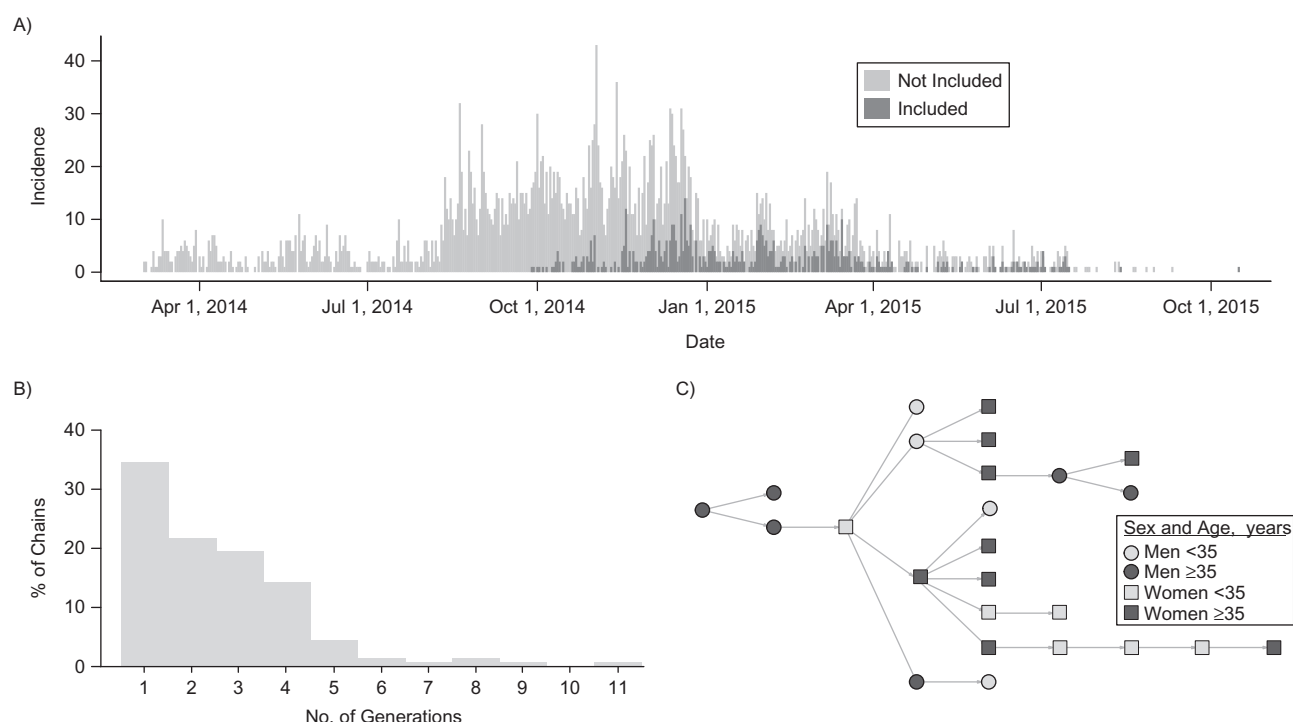 A)
40
30
20
10
0
Incidence
Not Included
Included
Apr 1, 2014
Jul 1, 2014
Oct 1, 2014
Jan 1, 2015
Apr 1, 2015
Jul 1, 2015
Oct 1, 2015
Date
B)
40
30
20
10
0
% of Chains
1
2
3
4
5
6
7
8
9
10
11
No. of Generations
C)
Sex and Age, years
Men <35
Men ≥35
Women <35
Women ≥35